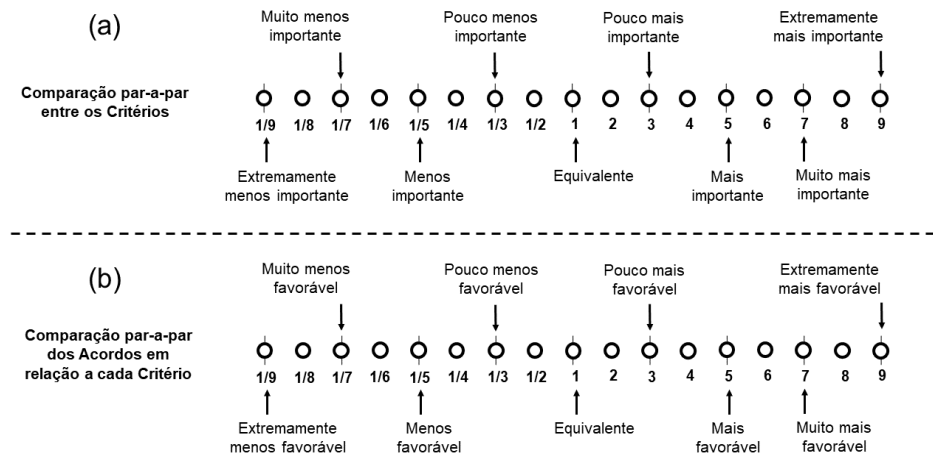 (a)
Muito menos
importante
Pouco menos
importante
Pouco mais
importante
Extremamente
mais importante
Comparação par-a-par
entre os Critérios
1/9 1/8 1/7 1/6 1/5 1/4 1/3 1/2 1 2 3 4 5 6 7 8 9
Extremamente
menos importante
Menos
importante
Equivalente
Mais
importante
Muito mais
importante
(b)
Muito menos
favorável
Pouco menos
favorável
Pouco mais
favorável
Extremamente
mais favorável
Comparação par-a-par
dos Acordos em
relação a cada Critério
1/9 1/8 1/7 1/6 1/5 1/4 1/3 1/2 1 2 3 4 5 6 7 8 9
Extremamente
menos favorável
Menos
favorável
Equivalente
Mais
favorável
Muito mais
favorável